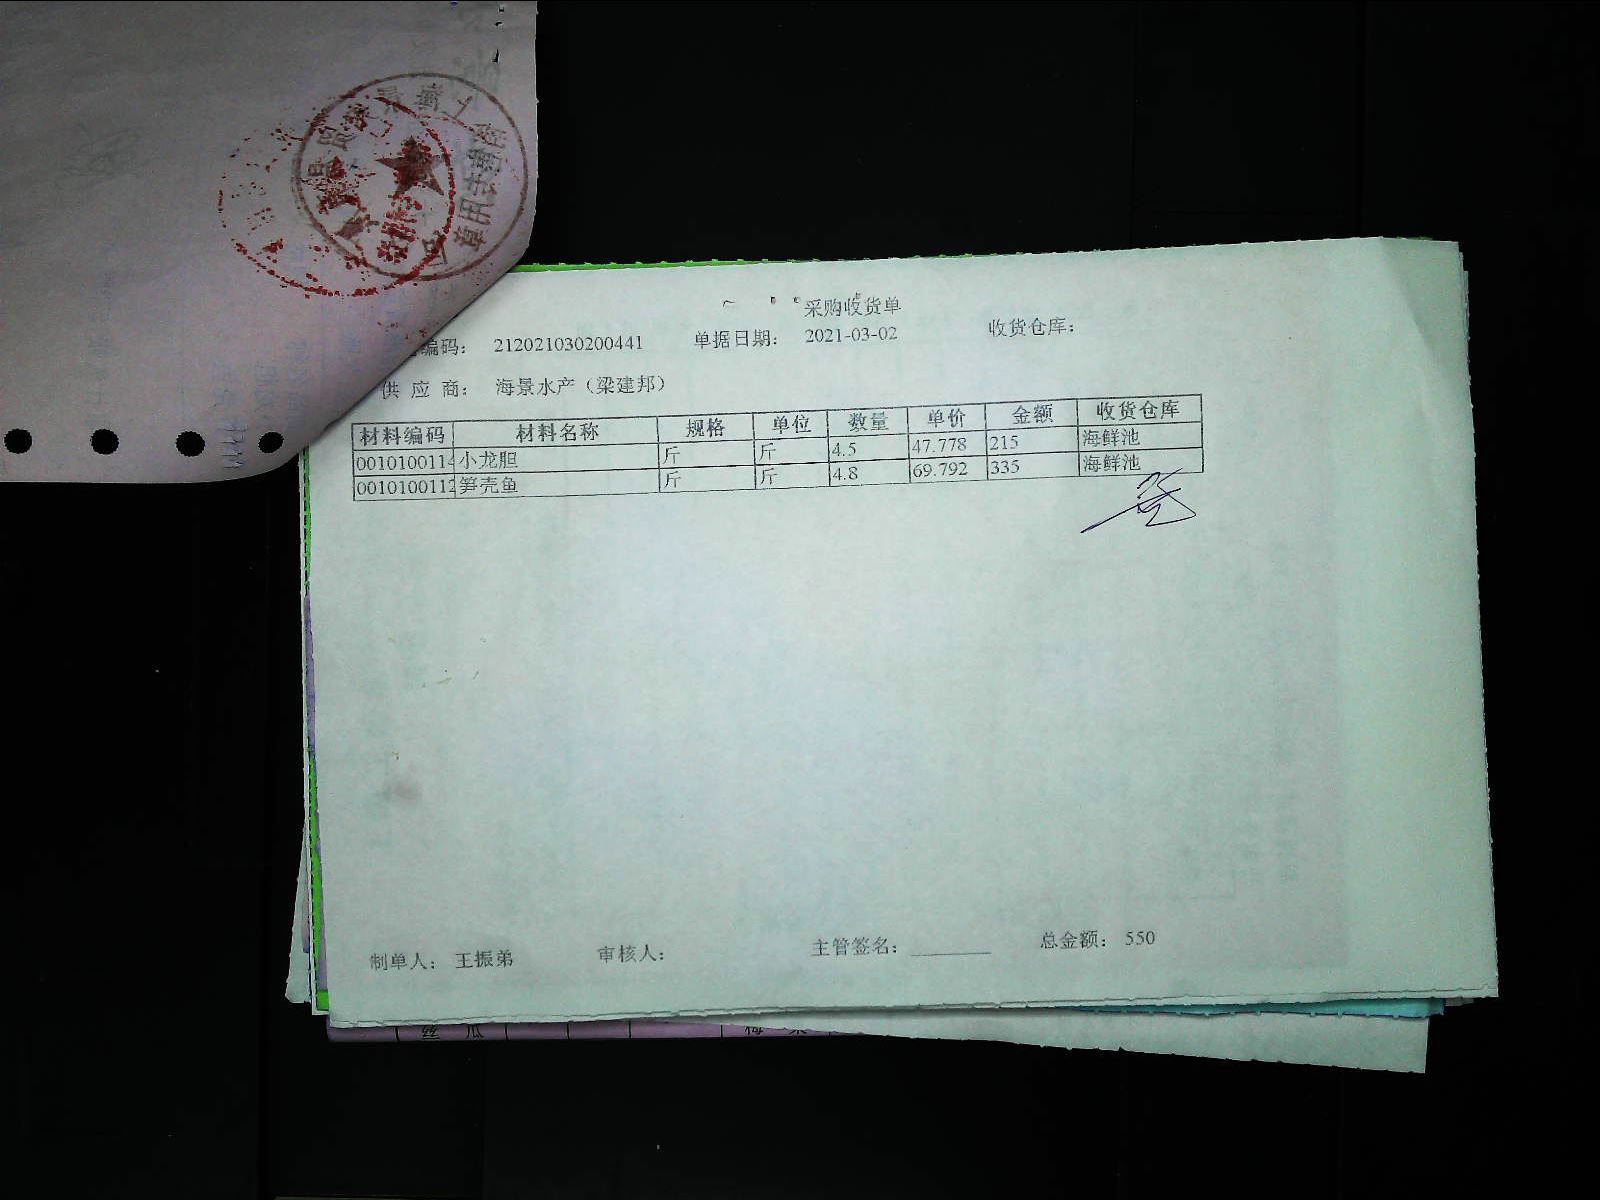 采购收货单
编码： 212021030200441 单据日期： 2021-03-02 收货仓库：
供 应 商： 海景水产（梁建邦）
材料编码 材料名称 规格 单位 数量 单价 金额 收货仓库
0010100114 小龙胆 斤 斤 4.5 47.778 215 海鲜池
0010100112 笋壳鱼 斤 斤 4.8 69.792 335 海鲜池
制单人： 王振弟 审核人： 主管签名： 总金额： 550
丝 瓜